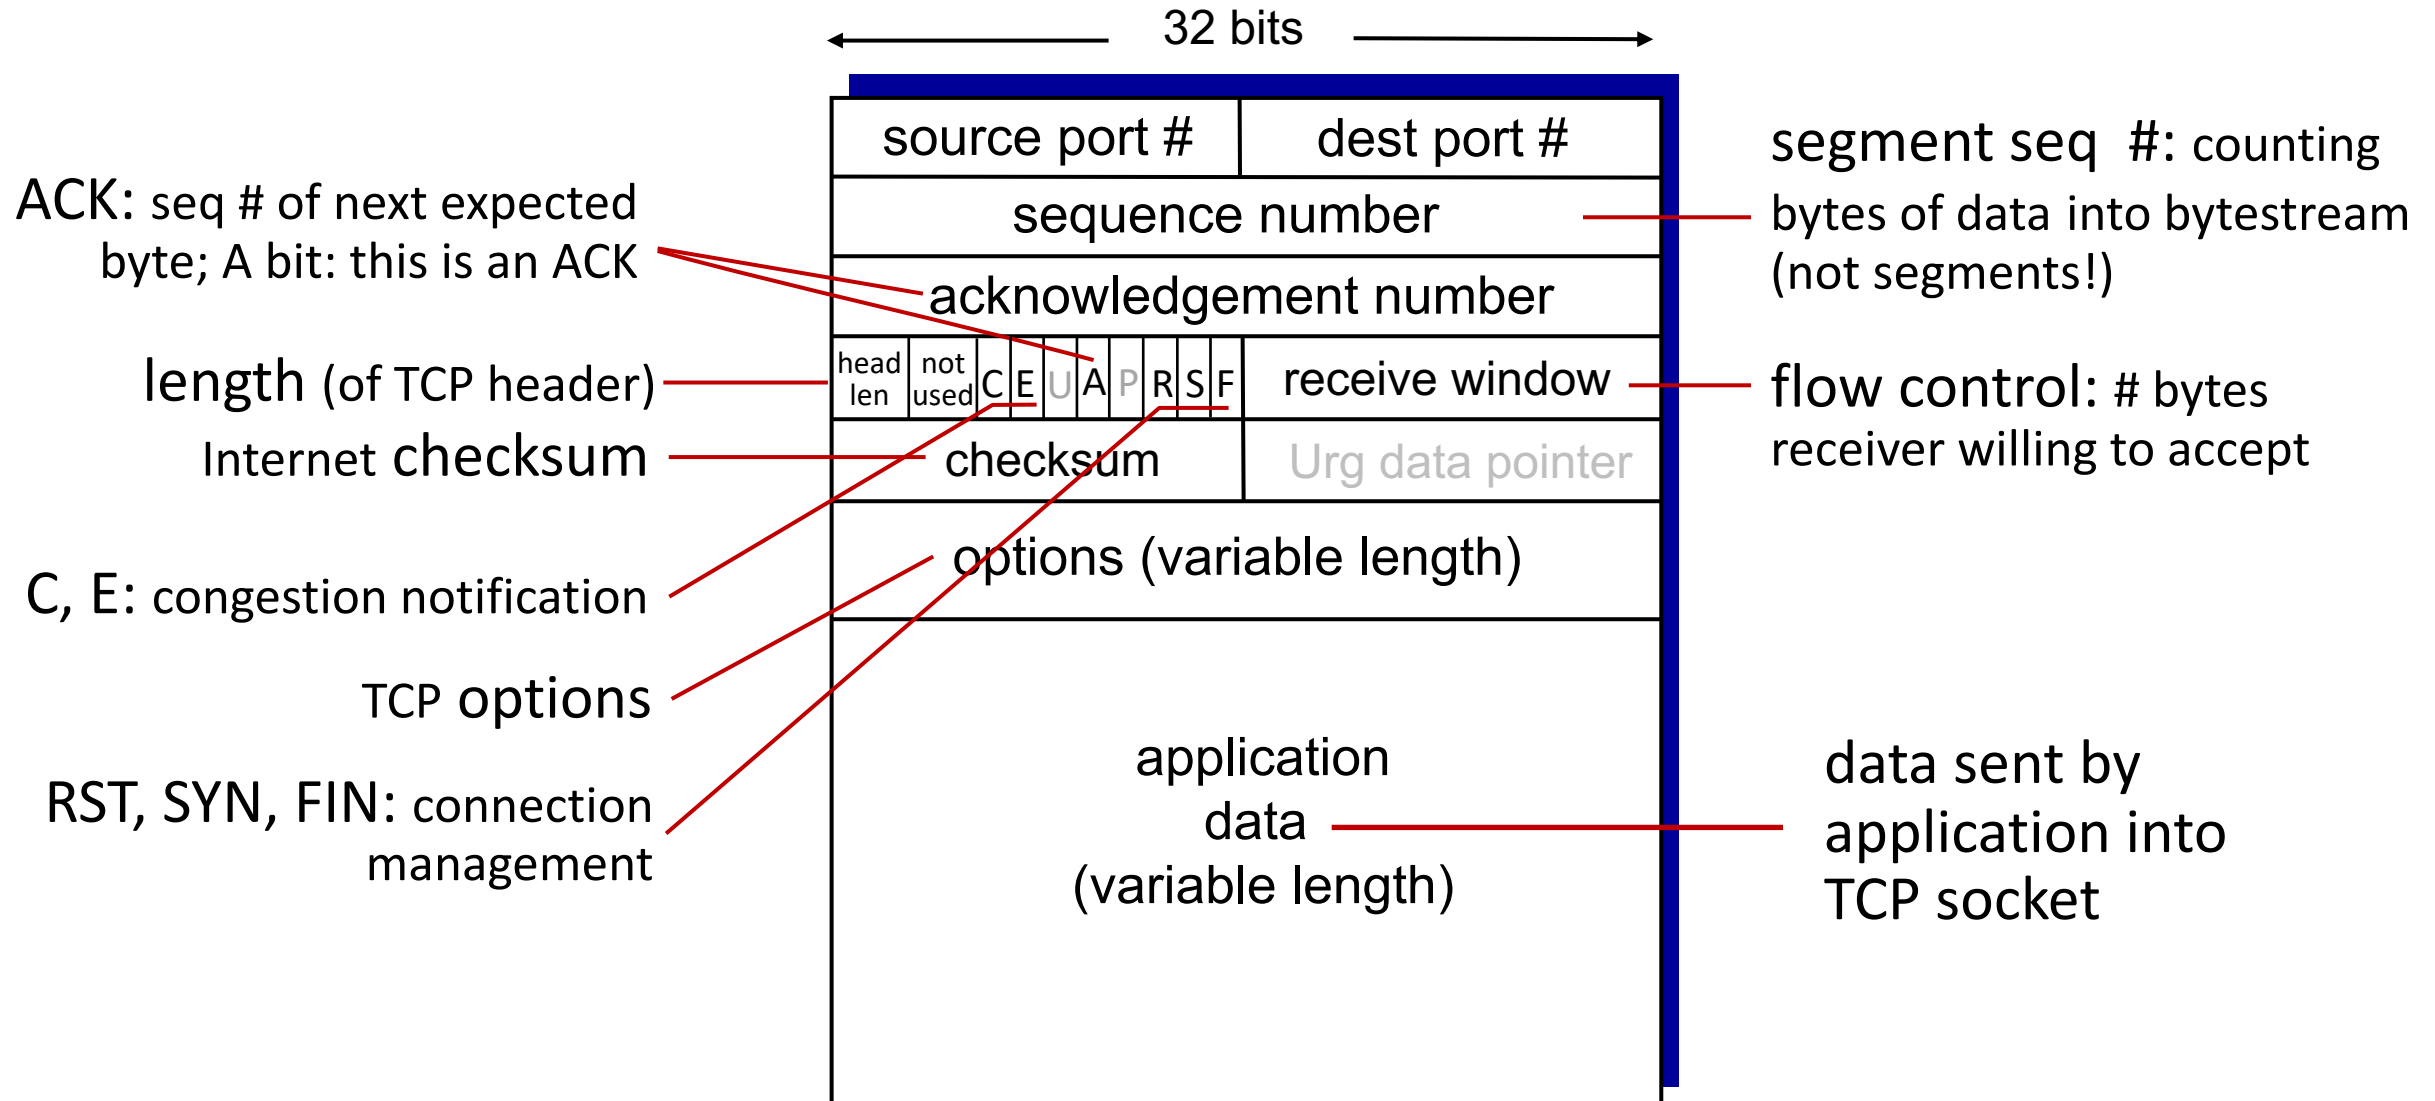 32 bits
source port #
dest port #
sequence number
acknowledgement number
head
len
not
used
C
E
U
A
P
R
S
F
receive window
checksum
Urg data pointer
options (variable length)
application
data
(variable length)
ACK: seq # of next expected
byte; A bit: this is an ACK
length (of TCP header)
Internet checksum
C, E: congestion notification
TCP options
RST, SYN, FIN: connection
management
segment seq #: counting
bytes of data into bytestream
(not segments!)
flow control: # bytes
receiver willing to accept
data sent by
application into
TCP socket